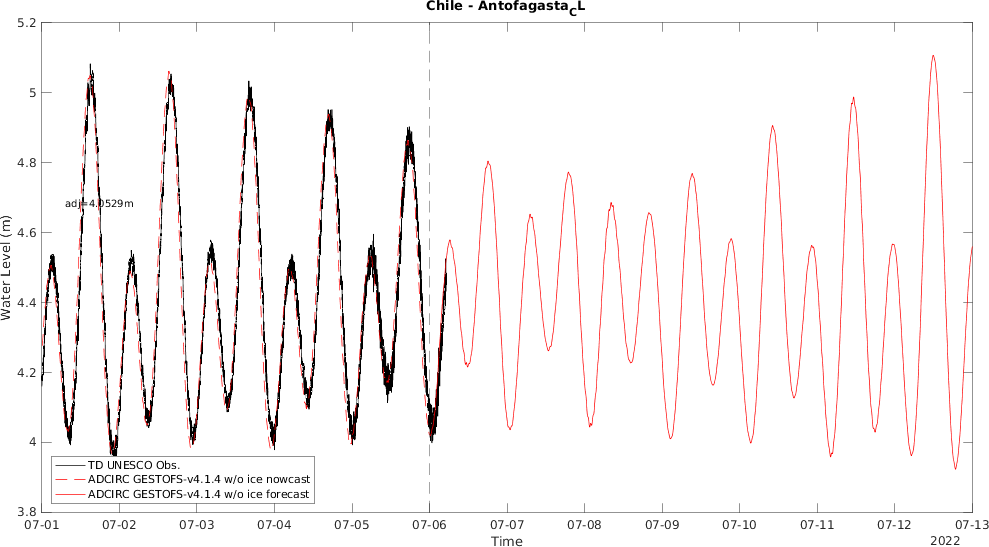 Chile - Antofagasta_CL
5.2
5
4.8
4.6
4.4
4.2
4
3.8
Water Level (m)
adj=4.0529m
TD UNESCO Obs.
ADCIRC GESTOFS-v4.1.4 w/o ice nowcast
ADCIRC GESTOFS-v4.1.4 w/o ice forecast
07-01 07-02 07-03 07-04 07-05 07-06 07-07 07-08 07-09 07-10 07-11 07-12 07-13
Time
2022